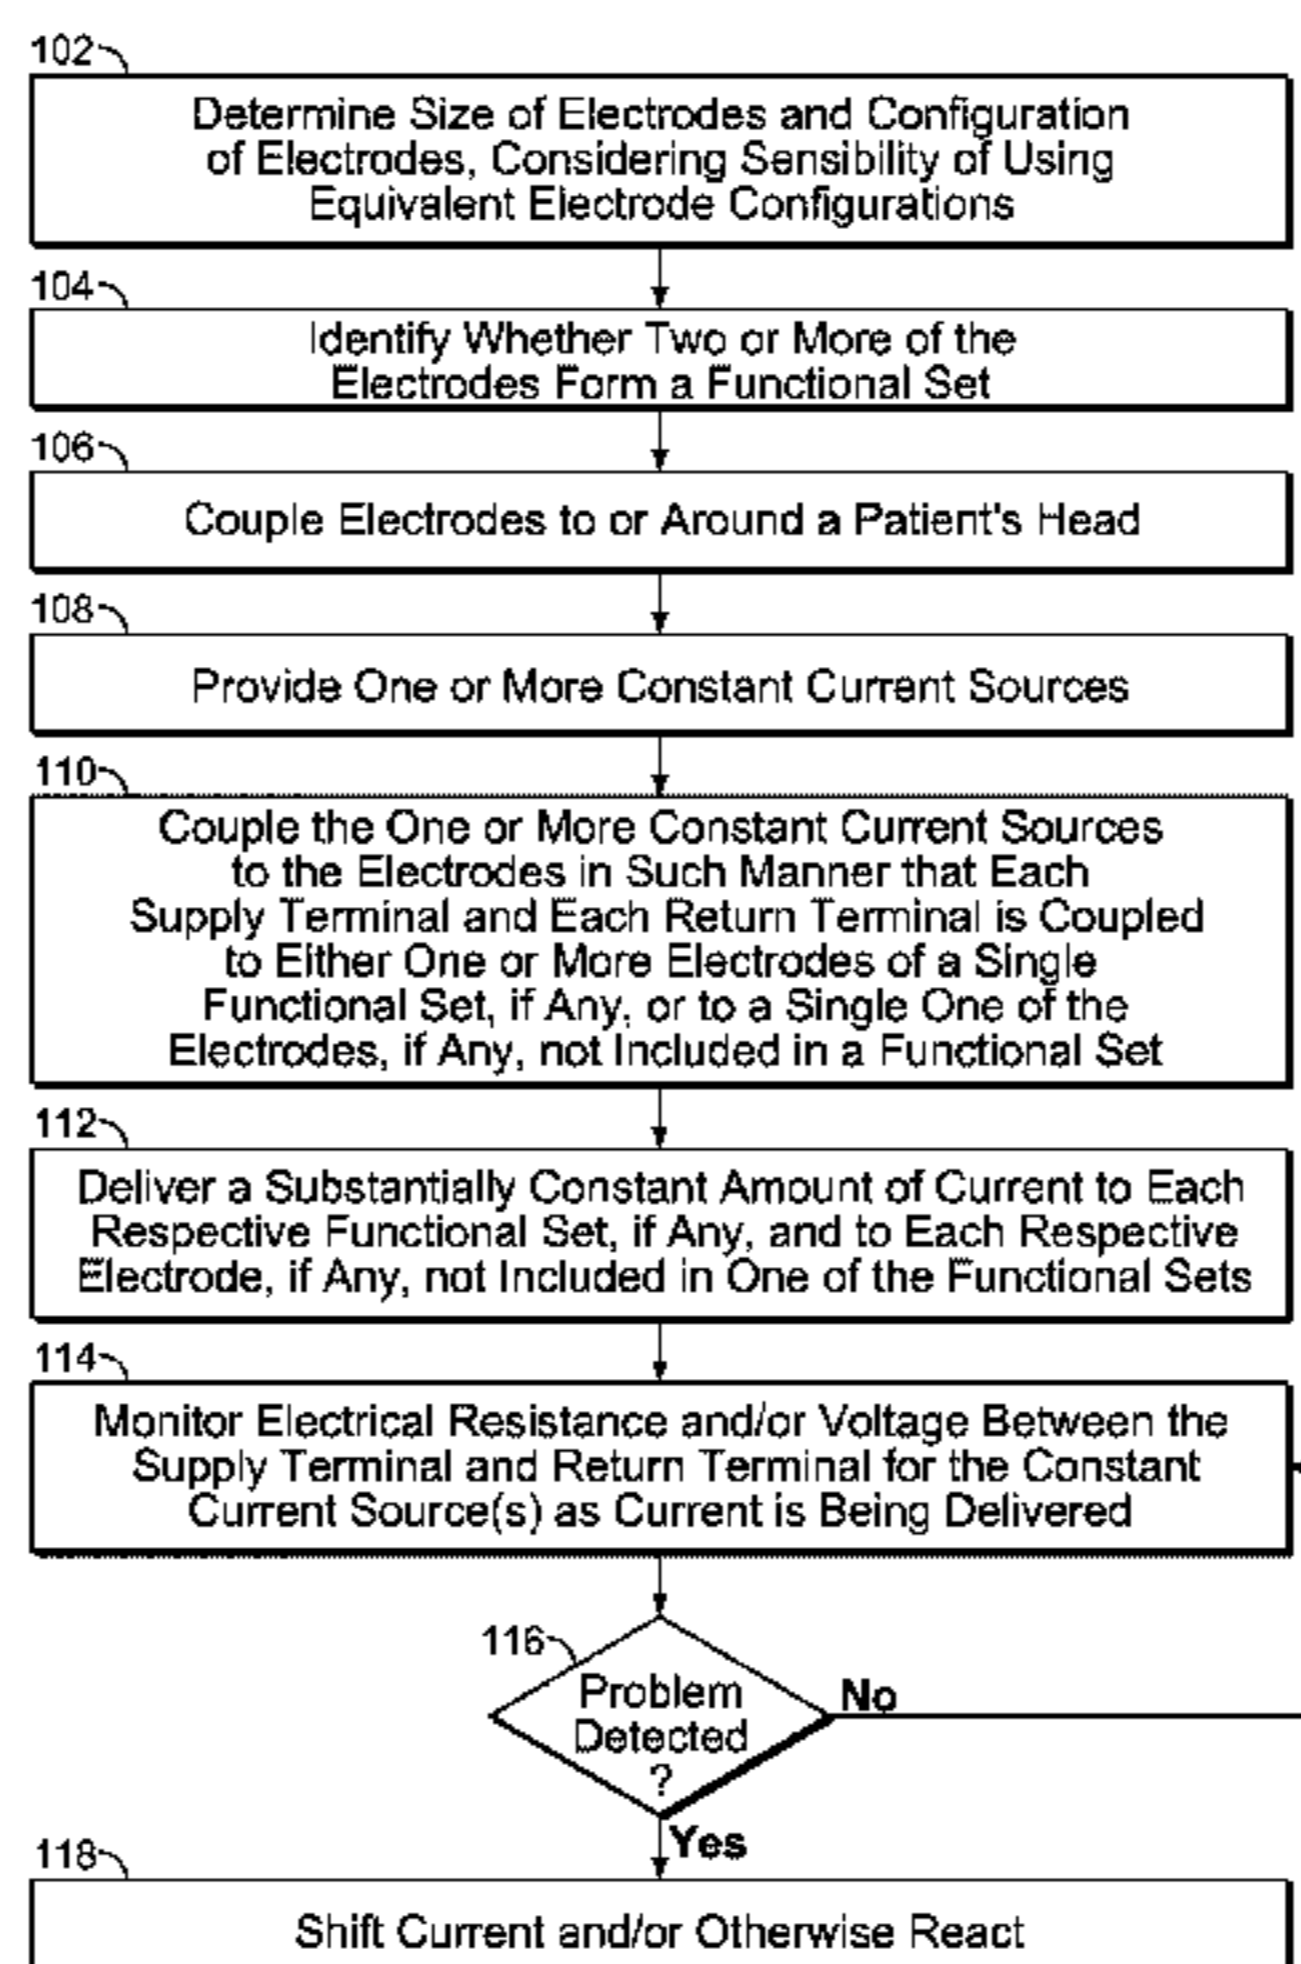 102
Determine Size of Electrodes and Configuration
of Electrodes, Considering Sensibility of Using
Equivalent Electrode Configurations
104
Identify Whether Two or More of the
Electrodes Form a Functional Set
106
Couple Electrodes to or Around a Patient's Head
108
Provide One or More Constant Current Sources
110
Couple the One or More Constant Current Sources
to the Electrodes in Such Manner that Each
Supply Terminal and Each Return Terminal is Coupled
to Either One or More Electrodes of a Single
Functional Set, if Any, or to a Single One of the
Electrodes, if Any, not Included in a Functional Set
112
Deliver a Substantially Constant Amount of Current to Each
Respective Functional Set, if Any, and to Each Respective
Electrode, if Any, not Included in One of the Functional Sets
114
Monitor Electrical Resistance and/or Voltage Between the
Supply Terminal and Return Terminal for the Constant
Current Source(s) as Current is Being Delivered
116
Problem
Detected
?
No
Yes
118
Shift Current and/or Otherwise React